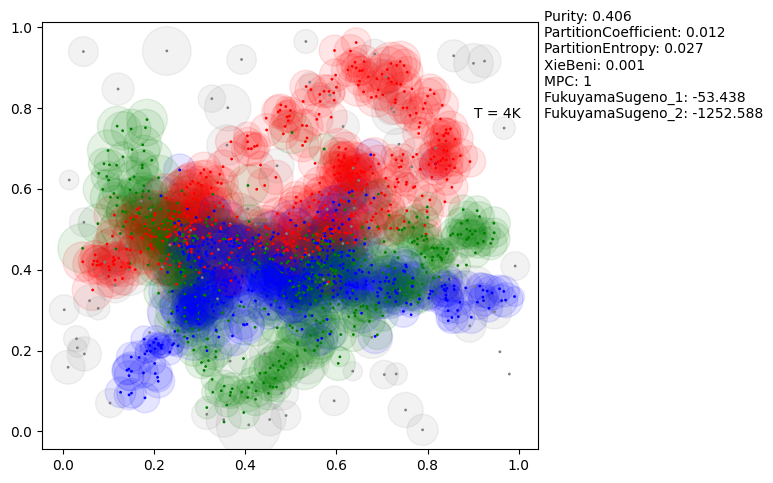 Purity: 0.406
PartitionCoefficient: 0.012
PartitionEntropy: 0.027
XieBeni: 0.001
MPC: 1
FukuyamaSugeno_1: -53.438
FukuyamaSugeno_2: -1252.588
T = 4K
1.0
0.8
0.6
0.4
0.2
0.0
0.0 0.2 0.4 0.6 0.8 1.0